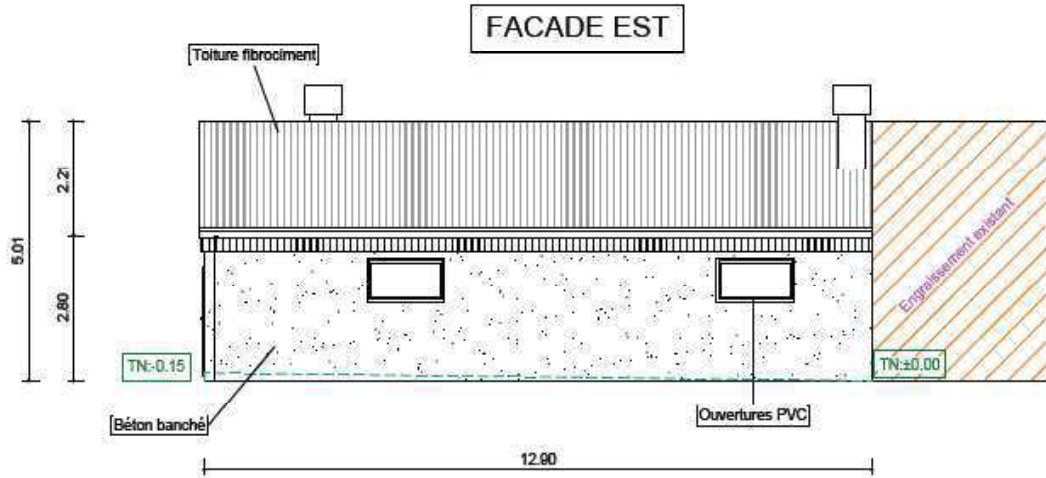 FACADE EST
Toiture fibrociment
2.21
5.01
2.80
Engraissement existant
TN:-0.15
TN:±0.00
Béton banché
Ouvertures PVC
12.90